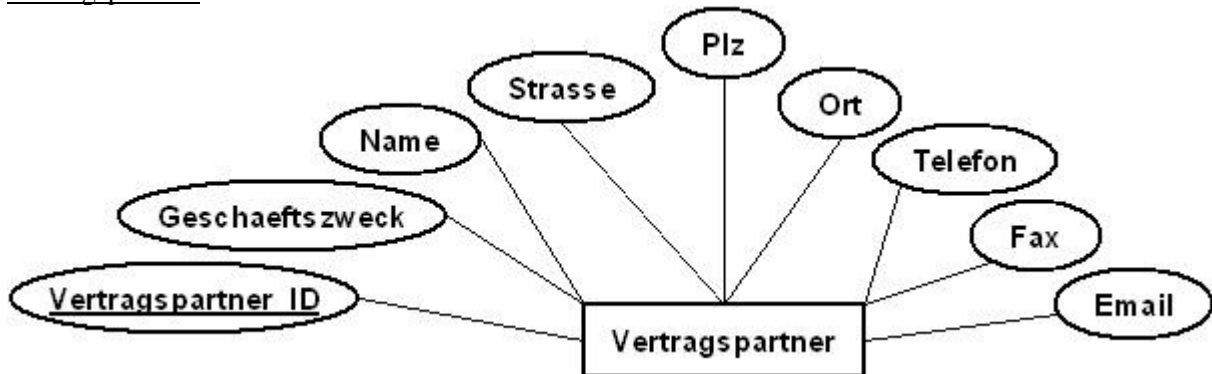 Plz
Strasse
Ort
Name
Telefon
Geschaeftszweck
Fax
Vertragspartner_ID
Email
Vertragspartner